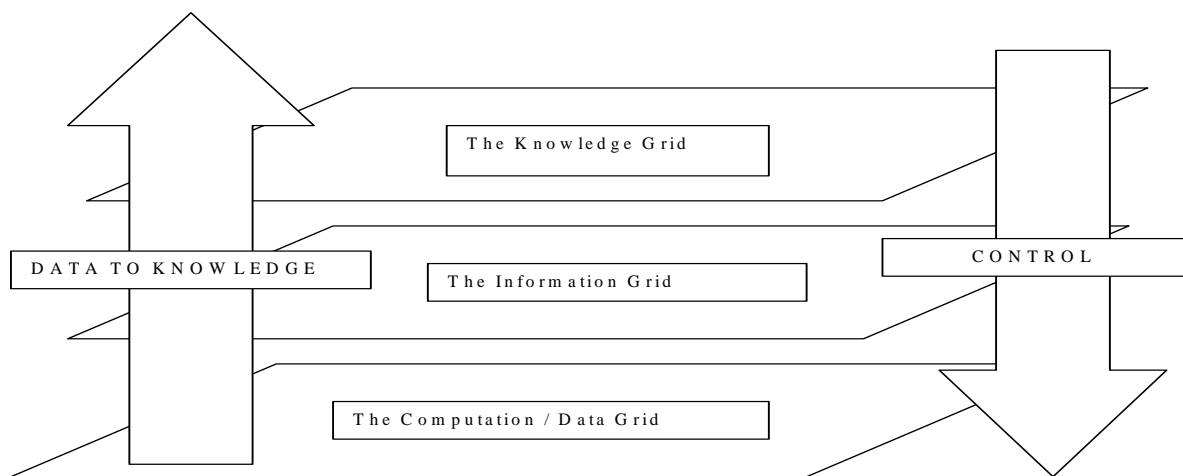 The Knowledge Grid
DATA TO KNOWLEDGE
CONTROL
The Information Grid
The Computation / Data Grid